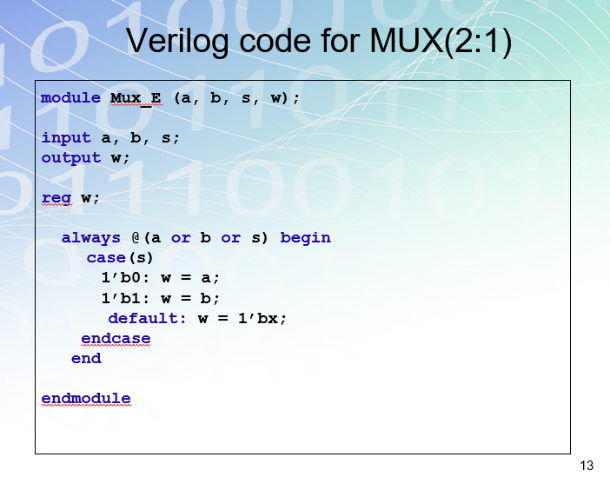 Verilog code for MUX(2:1)
module Mux_E (a, b, s, w);
input a, b, s;
output w;
reg w;
always @(a or b or s) begin
case(s)
1’b0: w = a;
1’b1: w = b;
default: w = 1’bx;
endcase
end
endmodule
13